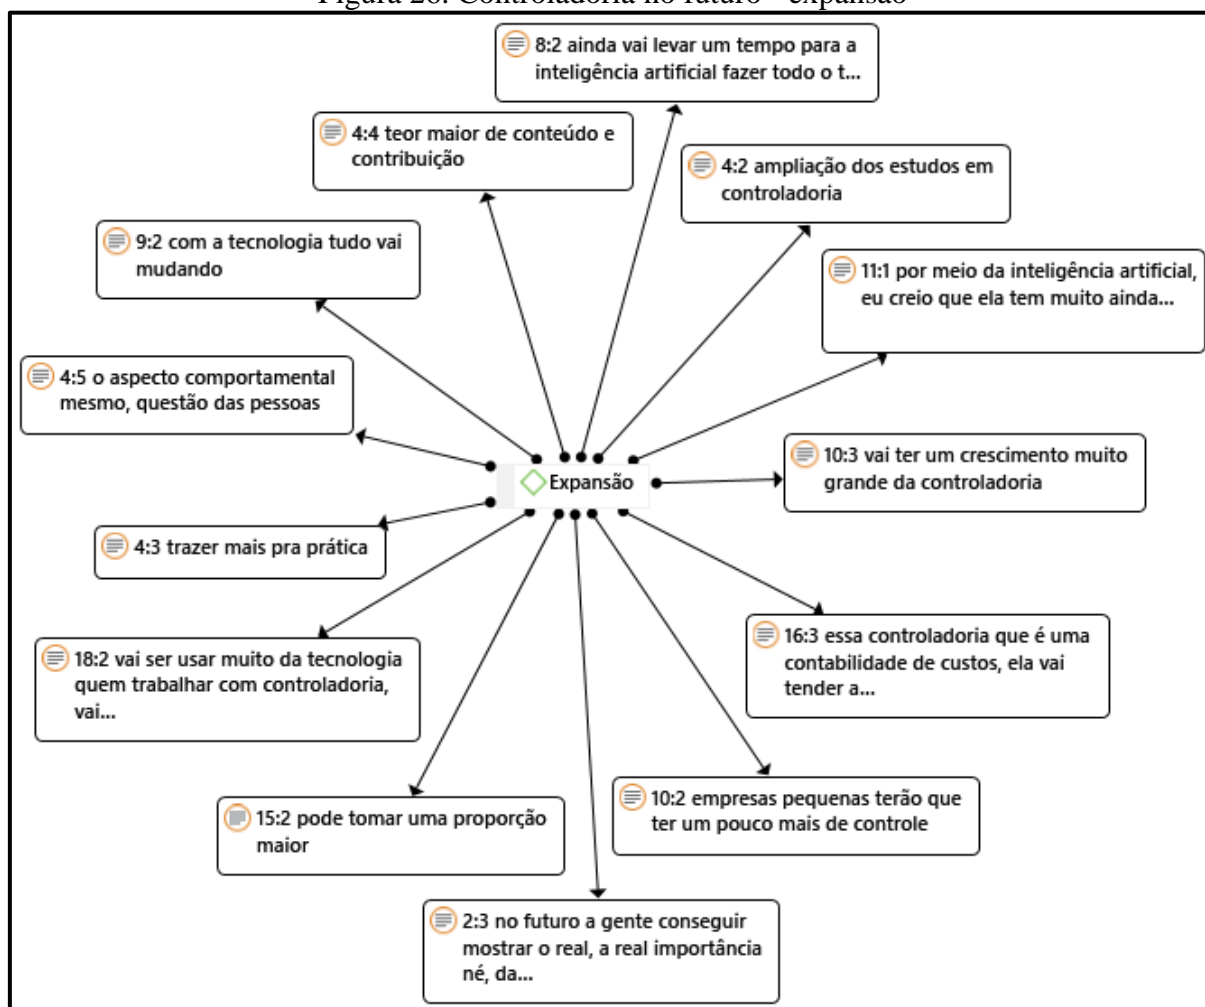 Figura 26: Controladoria no futuro - expansão
8:2 ainda vai levar um tempo para a
inteligência artificial fazer todo o t...
4:4 teor maior de conteúdo e
contribuição
4:2 ampliação dos estudos em
controladoria
9:2 com a tecnologia tudo vai
mudando
11:1 por meio da inteligência artificial,
eu creio que ela tem muito ainda...
4:5 o aspecto comportamental
mesmo, questão das pessoas
10:3 vai ter um crescimento muito
grande da controladoria
Expansão
4:3 trazer mais pra prática
16:3 essa controladoria que é uma
contabilidade de custos, ela vai
tender a...
18:2 vai ser usar muito da tecnologia
quem trabalhar com controladoria,
vai...
10:2 empresas pequenas terão que
ter um pouco mais de controle
15:2 pode tomar uma proporção
maior
2:3 no futuro a gente conseguir
mostrar o real, a real importância
né, da...